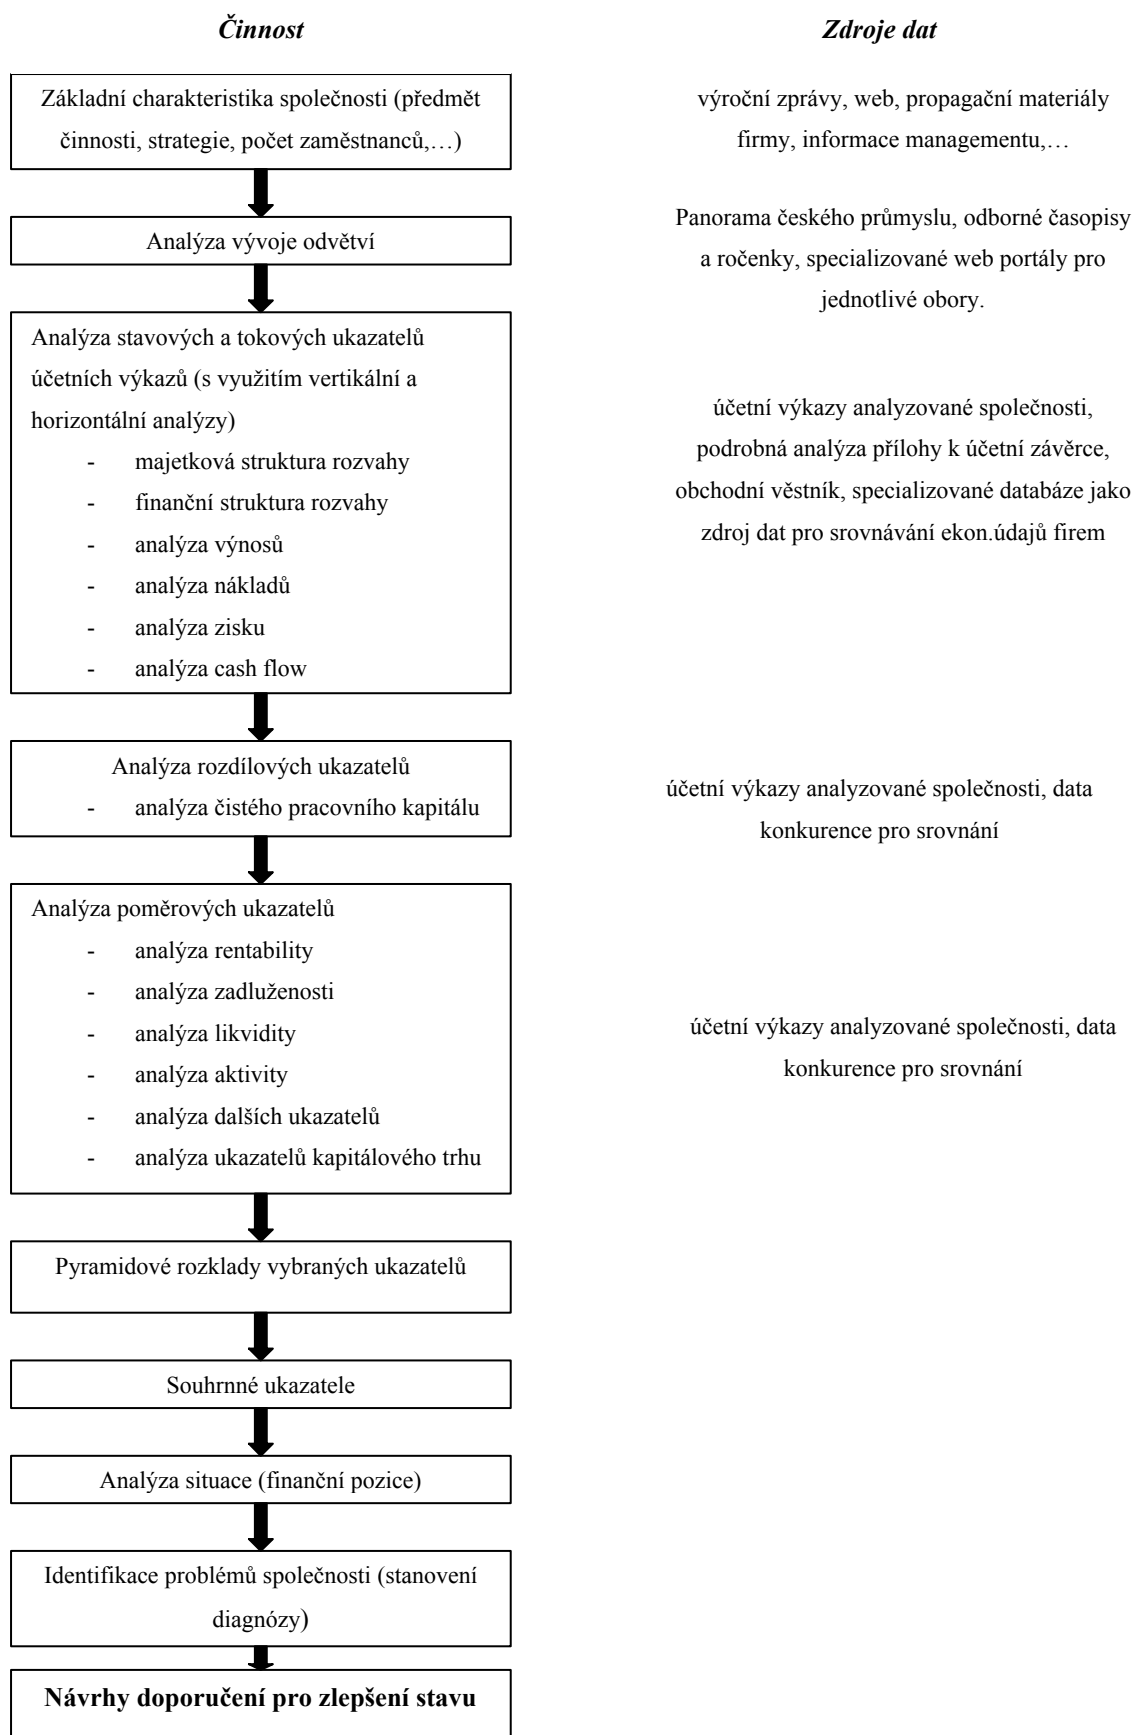 Činnost
Zdroje dat
Základní charakteristika společnosti (předmět
činnosti, strategie, počet zaměstnanců,…)
výroční zprávy, web, propagační materiály
firmy, informace managementu,…
Analýza vývoje odvětví
Panorama českého průmyslu, odborné časopisy
a ročenky, specializované web portály pro
jednotlivé obory.
Analýza stavových a tokových ukazatelů
účetních výkazů (s využitím vertikální a
horizontální analýzy)
- majetková struktura rozvahy
- finanční struktura rozvahy
- analýza výnosů
- analýza nákladů
- analýza zisku
- analýza cash flow
účetní výkazy analyzované společnosti,
podrobná analýza přílohy k účetní závěrce,
obchodní věstník, specializované databáze jako
zdroj dat pro srovnávání ekon.údajů firem
Analýza rozdílových ukazatelů
- analýza čistého pracovního kapitálu
účetní výkazy analyzované společnosti, data
konkurence pro srovnání
Analýza poměrových ukazatelů
- analýza rentability
- analýza zadluženosti
- analýza likvidity
- analýza aktivity
- analýza dalších ukazatelů
- analýza ukazatelů kapitálového trhu
účetní výkazy analyzované společnosti, data
konkurence pro srovnání
Pyramidové rozklady vybraných ukazatelů
Souhrnné ukazatele
Analýza situace (finanční pozice)
Identifikace problémů společnosti (stanovení
diagnózy)
Návrhy doporučení pro zlepšení stavu